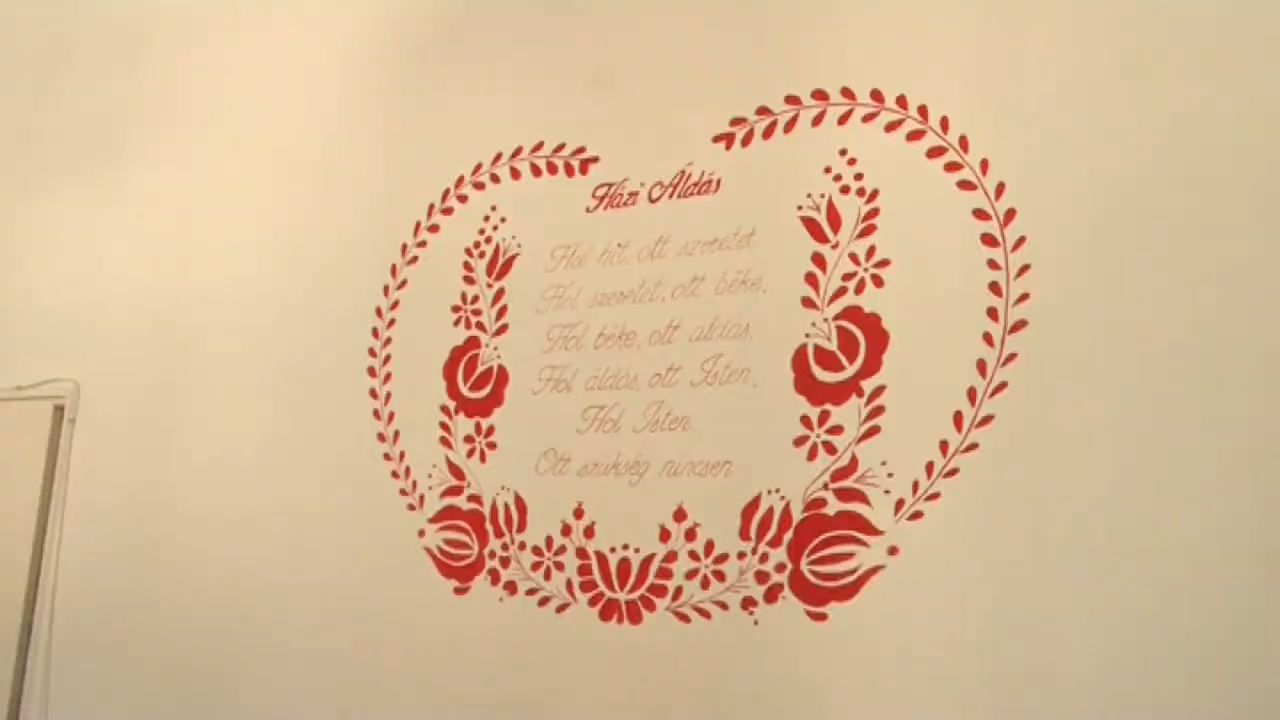 Házi Áldás
Hol hit, ott szeretet
Hol szeretet, ott béke,
Hol béke, ott áldás,
Hol áldás, ott Isten,
Hol Isten
Ott szükség nincsen